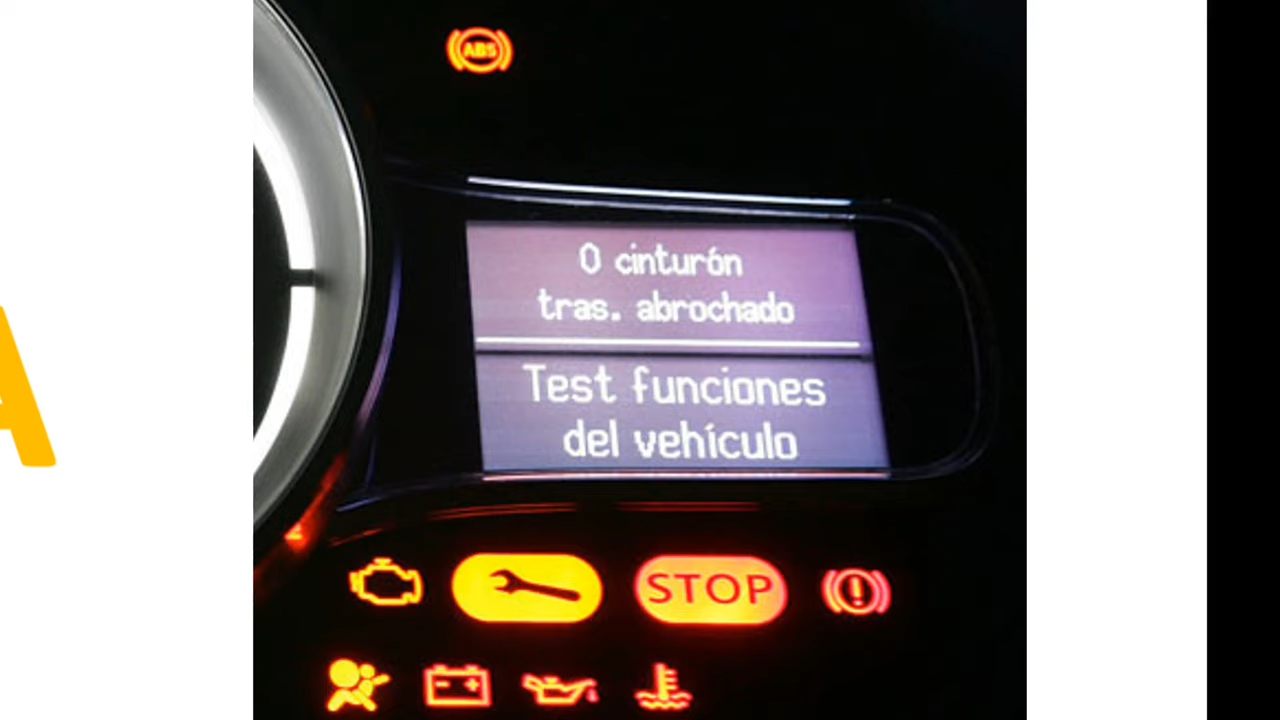 ABS
0 cinturón
tras. abrochado
Test funciones
del vehículo
STOP
A